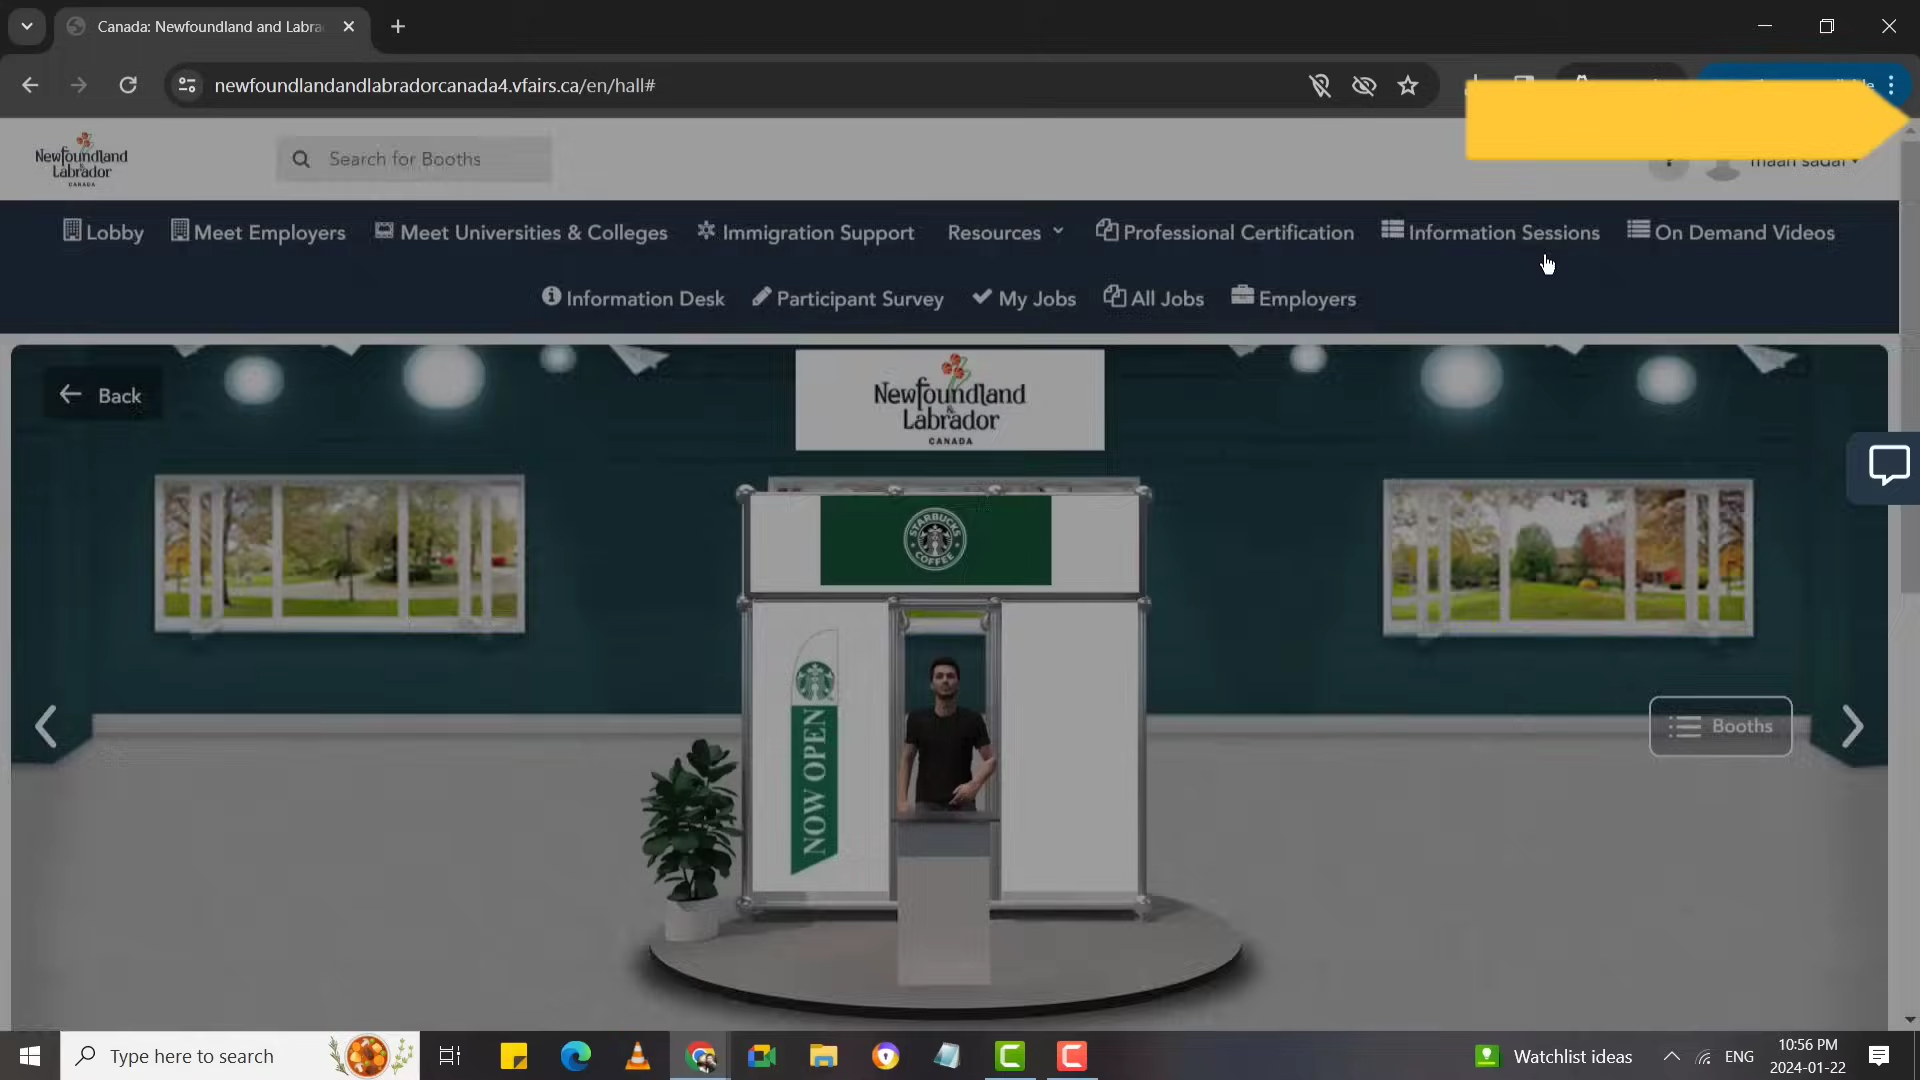 Canada: Newfoundland and Labra
newfoundlandandlabradorcanada4.vfairs.ca/en/hall#
Newfoundland
Labrador
CANADA
Search for Booths
maan sadat
Lobby
Meet Employers
Meet Universities & Colleges
Immigration Support
Resources
Professional Certification
Information Sessions
On Demand Videos
Information Desk
Participant Survey
My Jobs
All Jobs
Employers
Back
Newfoundland
&
Labrador
CANADA
STARBUCKS
COFFEE
NOW OPEN
Booths
Type here to search
Watchlist ideas
ENG
10:56 PM
2024-01-22